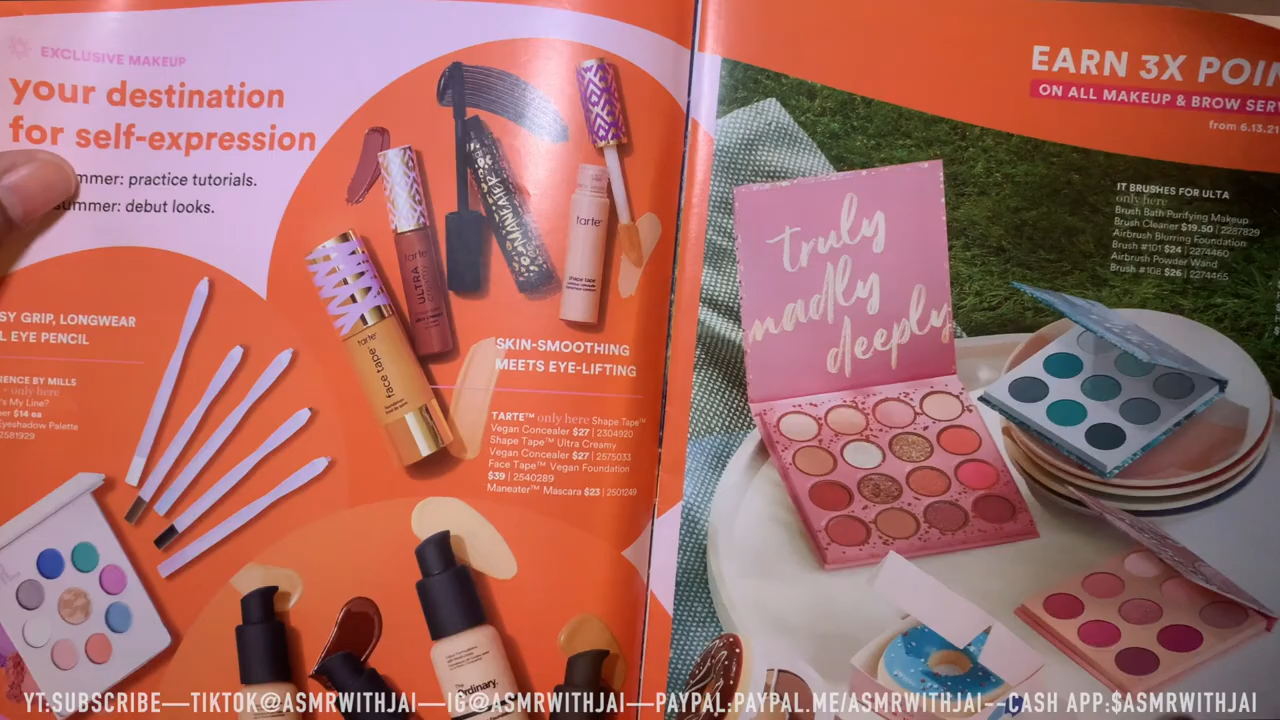 EXCLUSIVE MAKEUP
your destination
for self-expression
mmer: practice tutorials.
summer: debut looks.
SY GRIP, LONGWEAR
L EYE PENCIL
RENCE BY MILLS
• only here
's My Line?
er $14 ea
Eyeshadow Palette
2581929
tarte
ULTRA
MANEATER
tarte
shape tape
tarte
face tape
SKIN-SMOOTHING
MEETS EYE-LIFTING
TARTE™ only here Shape Tape™
Vegan Concealer $27 | 2304920
Shape Tape™ Ultra Creamy
Vegan Concealer $27 | 2575033
Face Tape™ Vegan Foundation
$39 | 2540289
Maneater™ Mascara $23 | 2501249
The
Ordinary.
EARN 3X POIN
ON ALL MAKEUP & BROW SERV
from 6.13.21
IT BRUSHES FOR ULTA
only here
Brush Bath Purifying Makeup
Brush Cleaner $19.50 | 2287829
Airbrush Blurring Foundation
Brush #101 $24 | 2274460
Airbrush Powder Wand
Brush #108 $26 | 2274465
truly
madly
deeply
YT:SUBSCRIBE—TIKTOK@ASMRWITHJAI—IG@ASMRWITHJAI—PAYPAL:PAYPAL.ME/ASMRWITHJAI--CASH APP:$ASMRWITHJAI